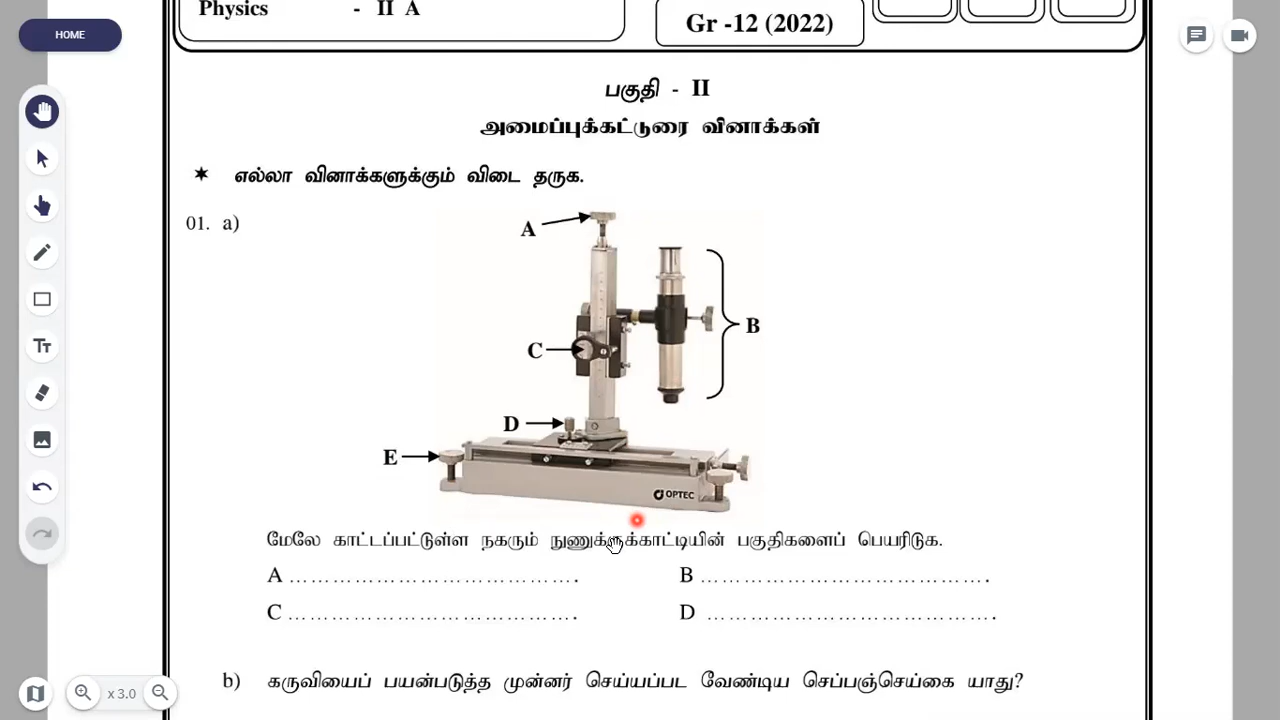 HOME
Physics - II A
Gr -12 (2022)
பகுதி - II
அமைப்புக்கட்டுரை வினாக்கள்
✶ எல்லா வினாக்களுக்கும் விடை தருக.
01. a)
A
B
C
D
E
OPTEC
மேலே காட்டப்பட்டுள்ள நகரும் நுணுக்குக்காட்டியின் பகுதிகளைப் பெயரிடுக.
A ……………………………………. B …………………………………….
C ……………………………………. D …………………………………….
b) கருவியைப் பயன்படுத்த முன்னர் செய்யப்பட வேண்டிய செப்பஞ்செய்கை யாது?
Tт
x 3.0